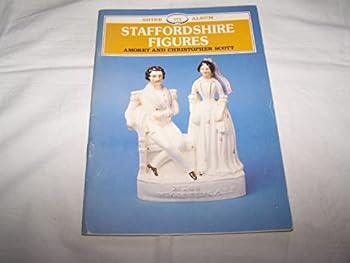 SHIRE ALBUM
STAFFORDSHIRE
FIGURES
AMORET AND CHRISTOPHER SCOTT